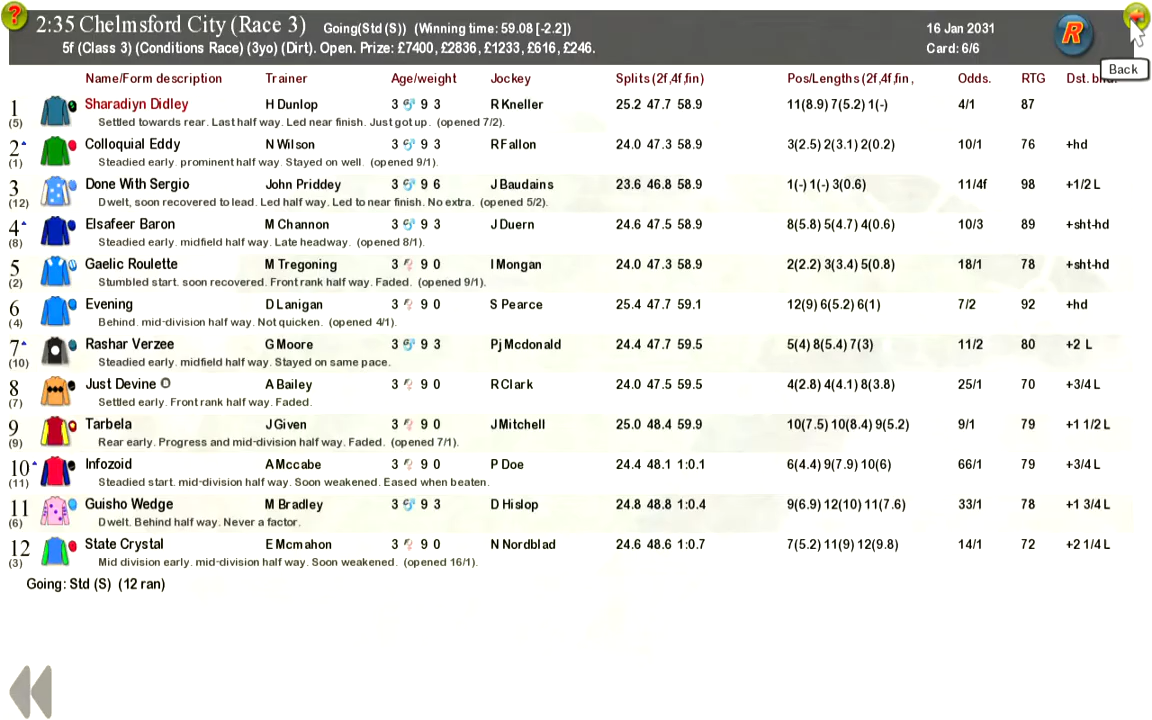 2:35 Chelmsford City (Race 3) Going(Std (S)) (Winning time: 59.08 [-2.2]) 16 Jan 2031
5f (Class 3) (Conditions Race) (3yo) (Dirt). Open. Prize: £7400, £2836, £1233, £616, £246. Card: 6/6
?
R
Back
Name/Form description Trainer Age/weight Jockey Splits (2f,4f,fin) Pos/Lengths (2f,4f,fin, Odds. RTG Dst.
1 Sharadiyn Didley H Dunlop 3 9 3 R Kneller 25.2 47.7 58.9 11(8.9) 7(5.2) 1(-) 4/1 87
(5) Settled towards rear. Last half way. Led near finish. Just got up. (opened 7/2).
2 Colloquial Eddy N Wilson 3 9 3 R Fallon 24.0 47.3 58.9 3(2.5) 2(3.1) 2(0.2) 10/1 76 +hd
(1) Steadied early. prominent half way. Stayed on well. (opened 9/1).
3 Done With Sergio John Priddey 3 9 6 J Baudains 23.6 46.8 58.9 1(-) 1(-) 3(0.6) 11/4f 98 +1/2 L
(12) Dwelt, soon recovered to lead. Led half way. Led to near finish. No extra. (opened 5/2).
4 Elsafeer Baron M Channon 3 9 3 J Duern 24.6 47.5 58.9 8(5.8) 5(4.7) 4(0.6) 10/3 89 +sht-hd
(8) Steadied early. midfield half way. Late headway. (opened 8/1).
5 Gaelic Roulette M Tregoning 3 9 0 I Mongan 24.0 47.3 58.9 2(2.2) 3(3.4) 5(0.8) 18/1 78 +sht-hd
(2) Stumbled start. soon recovered. Front rank half way. Faded. (opened 9/1).
6 Evening D Lanigan 3 9 0 S Pearce 25.4 47.7 59.1 12(9) 6(5.2) 6(1) 7/2 92 +hd
(4) Behind. mid-division half way. Not quicken. (opened 4/1).
7 Rashar Verzee G Moore 3 9 3 Pj Mcdonald 24.4 47.7 59.5 5(4) 8(5.4) 7(3) 11/2 80 +2 L
(10) Steadied early. midfield half way. Stayed on same pace.
8 Just Devine A Bailey 3 9 0 R Clark 24.0 47.5 59.5 4(2.8) 4(4.1) 8(3.8) 25/1 70 +3/4 L
(7) Settled early. Front rank half way. Faded.
9 Tarbela J Given 3 9 0 J Mitchell 25.0 48.4 59.9 10(7.5) 10(8.4) 9(5.2) 9/1 79 +1 1/2 L
(9) Rear early. Progress and mid-division half way. Faded. (opened 7/1).
10 Infozoid A Mccabe 3 9 0 P Doe 24.4 48.1 1:0.1 6(4.4) 9(7.9) 10(6) 66/1 79 +3/4 L
(11) Steadied start. mid-division half way. Soon weakened. Eased when beaten.
11 Guisho Wedge M Bradley 3 9 3 D Hislop 24.8 48.8 1:0.4 9(6.9) 12(10) 11(7.6) 33/1 78 +1 3/4 L
(6) Dwelt. Behind half way. Never a factor.
12 State Crystal E Mcmahon 3 9 0 N Nordblad 24.6 48.6 1:0.7 7(5.2) 11(9) 12(9.8) 14/1 72 +2 1/4 L
(3) Mid division early. mid-division half way. Soon weakened. (opened 16/1).
Going: Std (S) (12 ran)